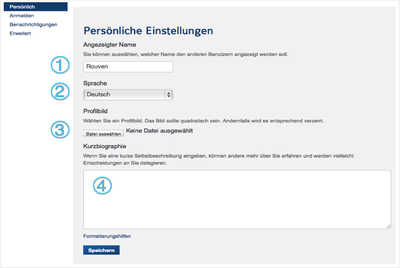 Persönlich
Anmelden
Benachrichtigungen
Erweitert
Persönliche Einstellungen
Angezeigter Name
Sie können auswählen, welcher Name den anderen Benutzern angezeigt werden soll.
1 Rouven
Sprache
2 Deutsch
Profilbild
Wählen Sie ein Profilbild. Das Bild sollte quadratisch sein. Andernfalls wird es entsprechend verzerrt.
3 Datei auswählen Keine Datei ausgewählt
Kurzbiographie
Wenn Sie eine kurze Selbstbeschreibung eingeben, können andere mehr über Sie erfahren und werden vielleicht
Entscheidungen an Sie delegieren.
4
Formatierungshilfen
Speichern